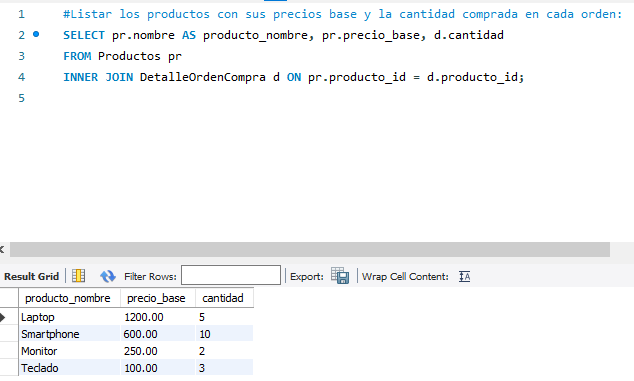 1 #Listar los productos con sus precios base y la cantidad comprada en cada orden:
2 SELECT pr.nombre AS producto_nombre, pr.precio_base, d.cantidad
3 FROM Productos pr
4 INNER JOIN DetalleOrdenCompra d ON pr.producto_id = d.producto_id;
5
Result Grid Filter Rows: Export: Wrap Cell Content:
producto_nombre precio_base cantidad
Laptop 1200.00 5
Smartphone 600.00 10
Monitor 250.00 2
Teclado 100.00 3